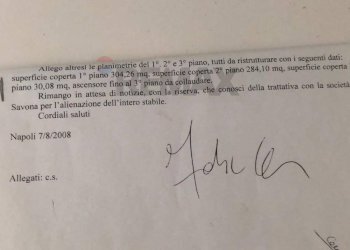 Allego altresì le planimetrie del 1°, 2° e 3° piano, tutti da ristrutturare con i seguenti dati:
superficie coperta 1° piano 304,26 mq, superficie coperta 2° piano 284,10 mq, superficie coperta
piano 30,08 mq, ascensore fino al 3° piano da collaudare.
Rimango in attesa di notizie, con la riserva, che conosci della trattativa con la società
Savona per l'alienazione dell'intero stabile.
Cordiali saluti
Napoli 7/8/2008
Allegati: c.s.